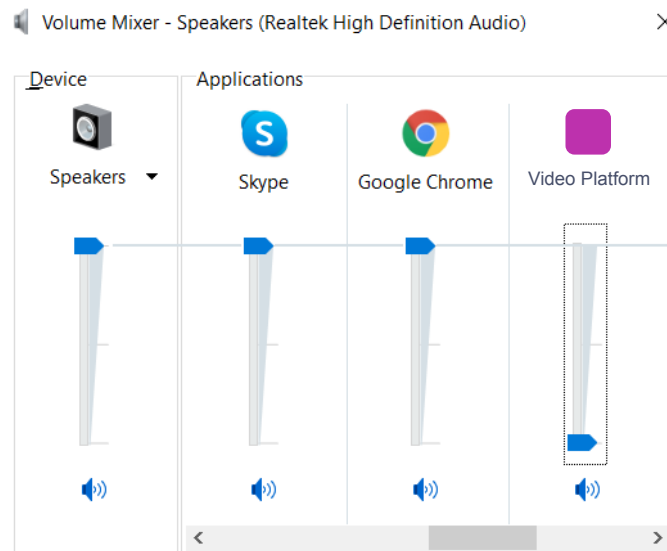 Volume Mixer - Speakers (Realtek High Definition Audio)
Device
Applications
S
Speakers
Skype
Google Chrome
Video Platform